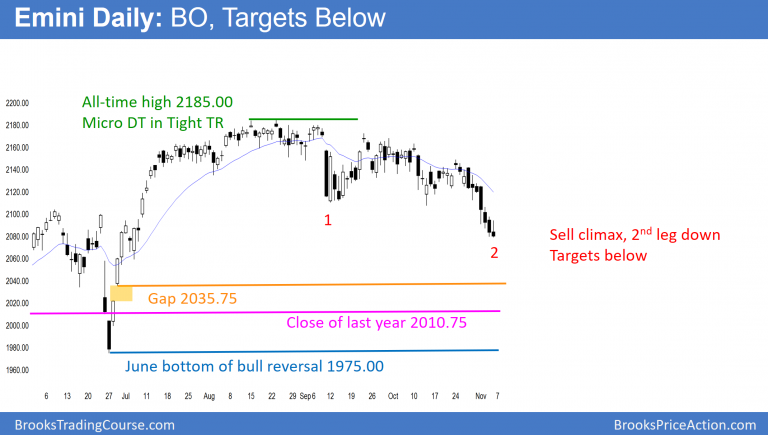 Emini Daily: BO, Targets Below
All-time high 2185.00
Micro DT in Tight TR
2200.00
2180.00
2160.00
2140.00
2120.00
2100.00
2080.00
2060.00
2040.00
2020.00
2000.00
1980.00
1960.00
1
2
Sell climax, 2nd leg down
Targets below
Gap 2035.75
Close of last year 2010.75
June bottom of bull reversal 1975.00
6 13 20 27 Jul 11 18 25 Aug 8 15 22 29 Sep6 12 19 26 Oct 10 17 24 Nov 7
BrooksTradingCourse.com BrooksPriceAction.com